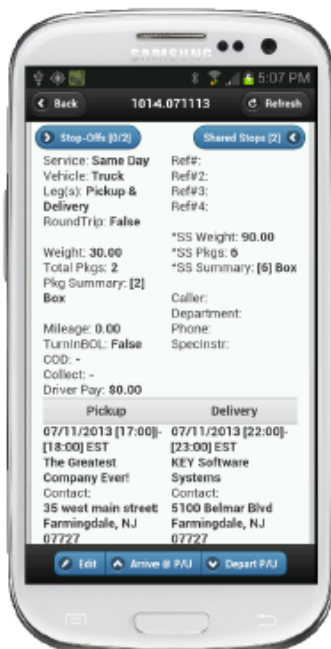 SAMSUNG
5:07 PM
Back
1014.071113
Refresh
Stop-Offs [0/2]
Shared Stops [2]
Service: Same Day
Vehicle: Truck
Leg(s): Pickup &
Delivery
RoundTrip: False
Weight: 30.00
Total Pkgs: 2
Pkg Summary: [2]
Box
Mileage: 0.00
TurnInBOL: False
COD: -
Collect: -
Driver Pay: $0.00
Ref#:
Ref#2:
Ref#3:
Ref#4:
*SS Weight: 90.00
*SS Pkgs: 6
*SS Summary: [6] Box
Caller:
Department:
Phone:
SpecInstr:
Pickup
07/11/2013 [17:00]-
[18:00] EST
The Greatest
Company Ever!
Contact:
35 west main street
Farmingdale, NJ
07727
Delivery
07/11/2013 [22:00]-
[23:00] EST
KEY Software
Systems
Contact:
5100 Belmar Blvd
Farmingdale, NJ
07727
Edit
Arrive @ P/U
Depart P/U